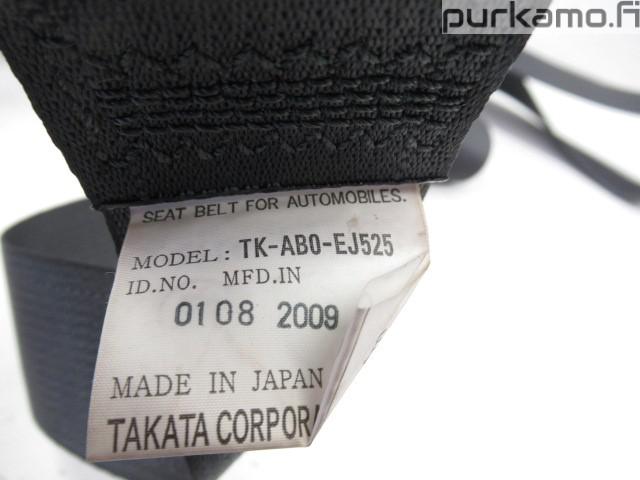 purkamo.fi
SEAT BELT FOR AUTOMOBILES.
MODEL: TK-AB0-EJ525
ID.NO. MFD.IN
0108 2009
MADE IN JAPAN
TAKATA CORPORA